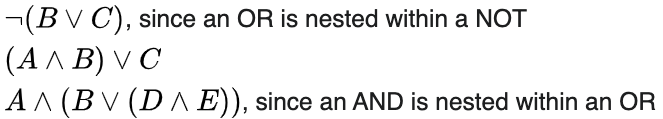 ¬(B ∨ C), since an OR is nested within a NOT
(A ∧ B) ∨ C
A ∧ (B ∨ (D ∧ E)), since an AND is nested within an OR